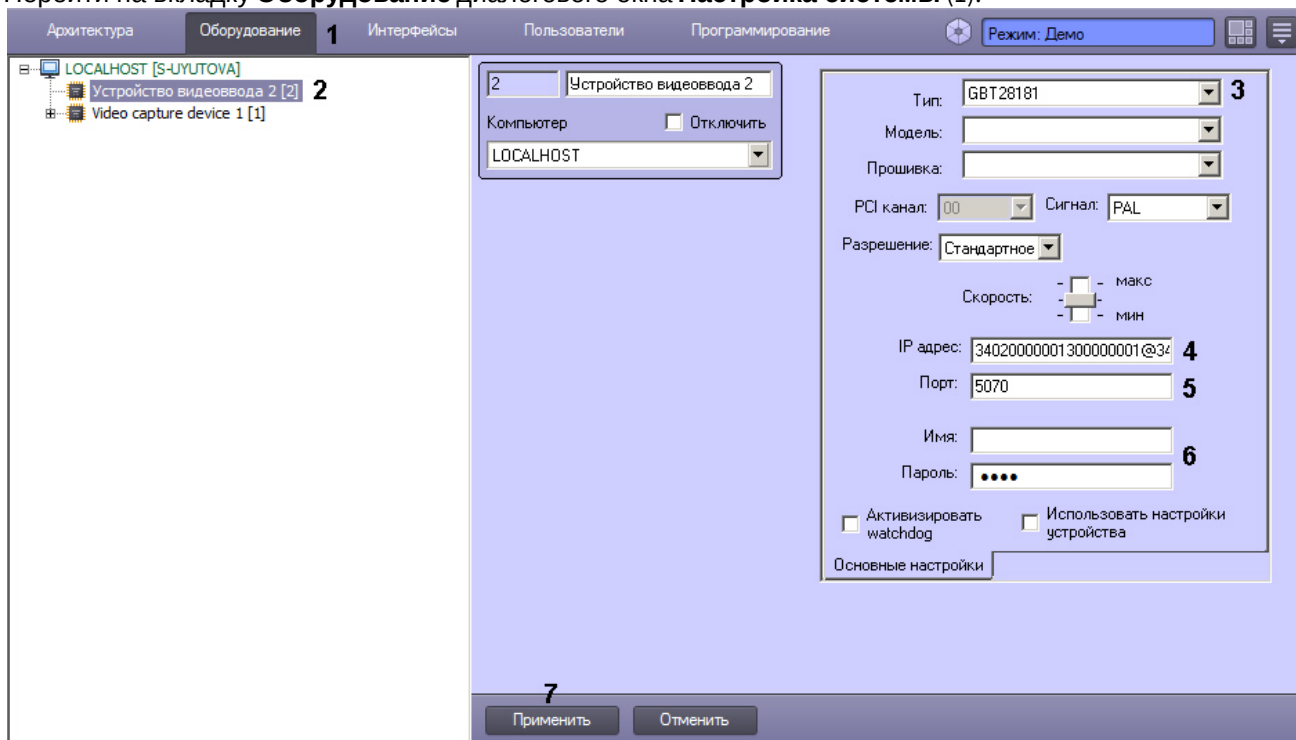 Перейти на вкладку Оборудование диалогового окна Настройка системы (1).
Архитектура Оборудование 1 Интерфейсы Пользователи Программирование Режим: Демо
LOCALHOST [S-UYUTOVA]
Устройство видеоввода 2 [2] 2
Video capture device 1 [1]
2 Устройство видеоввода 2
Компьютер Отключить
LOCALHOST
Тип: GBT28181 3
Модель:
Прошивка:
PCI канал: 00 Сигнал: PAL
Разрешение: Стандартное
Скорость: макс
мин
IP адрес: 34020000001300000001@34 4
Порт: 5070 5
Имя:
6
Пароль: ••••
Активизировать watchdog
Использовать настройки устройства
Основные настройки
7
Применить Отменить